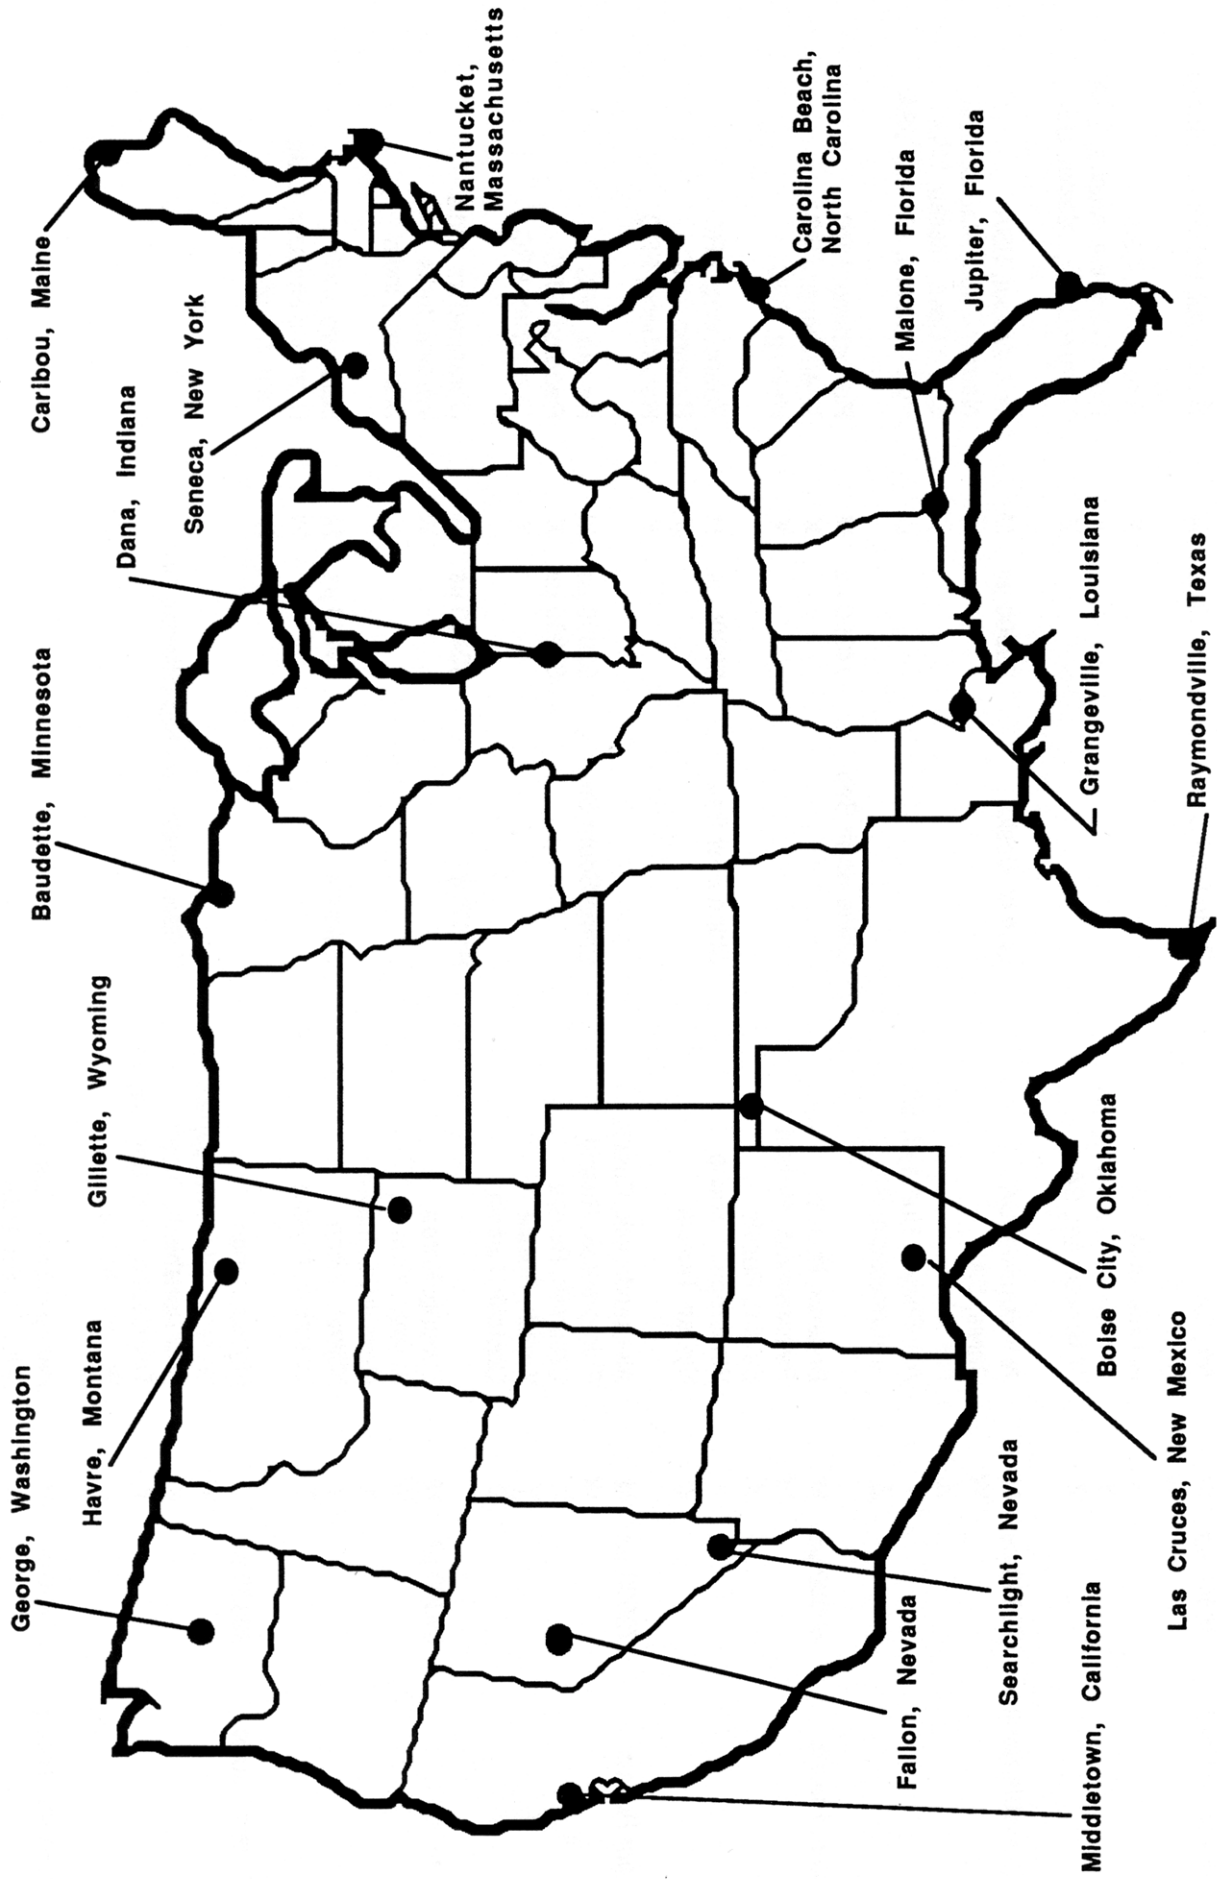 George, Washington
Havre, Montana
Gillette, Wyoming
Baudette, Minnesota
Dana, Indiana
Seneca, New York
Caribou, Maine
Nantucket,
Massachusetts
Carolina Beach,
North Carolina
Malone, Florida
Jupiter, Florida
Grangeville, Louisiana
Raymondville, Texas
Boise City, Oklahoma
Las Cruces, New Mexico
Searchlight, Nevada
Fallon, Nevada
Middletown, California